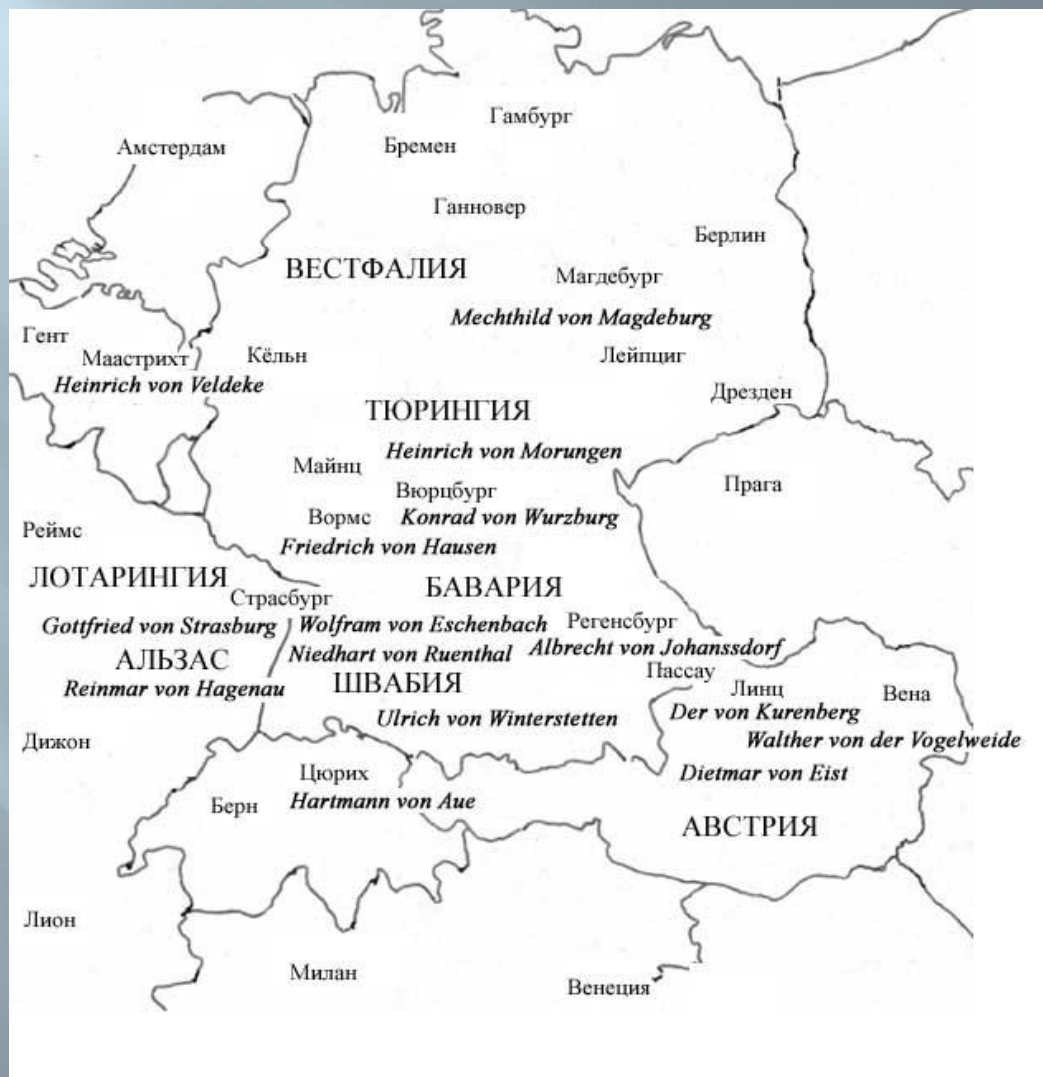 Гамбург
Бремен
Амстердам
Ганновер
Берлин
ВЕСТФАЛИЯ
Магдебург
Mechthild von Magdeburg
Гент
Маастрихт
Кёльн
Лейпциг
Heinrich von Veldeke
Дрезден
ТЮРИНГИЯ
Heinrich von Morungen
Майнц
Прага
Вюрцбург
Вормс
Konrad von Wurzburg
Реймс
Friedrich von Hausen
ЛОТАРИНГИЯ
БАВАРИЯ
Страсбург
Регенсбург
Gottfried von Strasburg
Wolfram von Eschenbach
Albrecht von Johanssdorf
Niedhart von Ruenthal
АЛЬЗАС
Пассау
Reinmar von Hagenau
ШВАБИЯ
Линц
Вена
Der von Kurenberg
Ulrich von Winterstetten
Дижон
Walther von der Vogelweide
Цюрих
Dietmar von Eist
Берн
Hartmann von Aue
АВСТРИЯ
Лион
Милан
Венеция